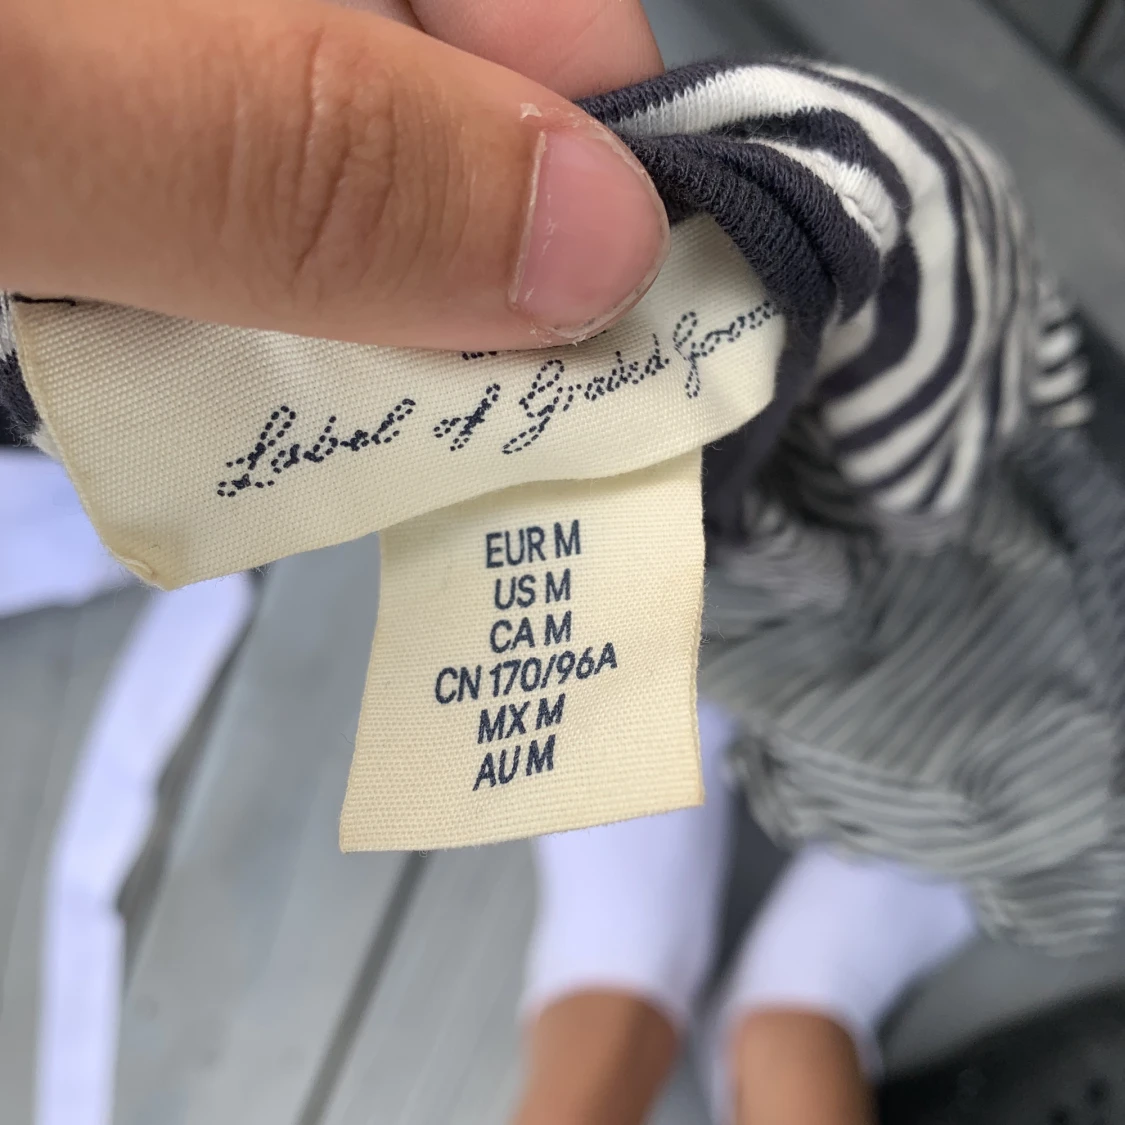 Label of Graded Goods
EUR M
US M
CA M
CN 170/96A
MX M
AU M